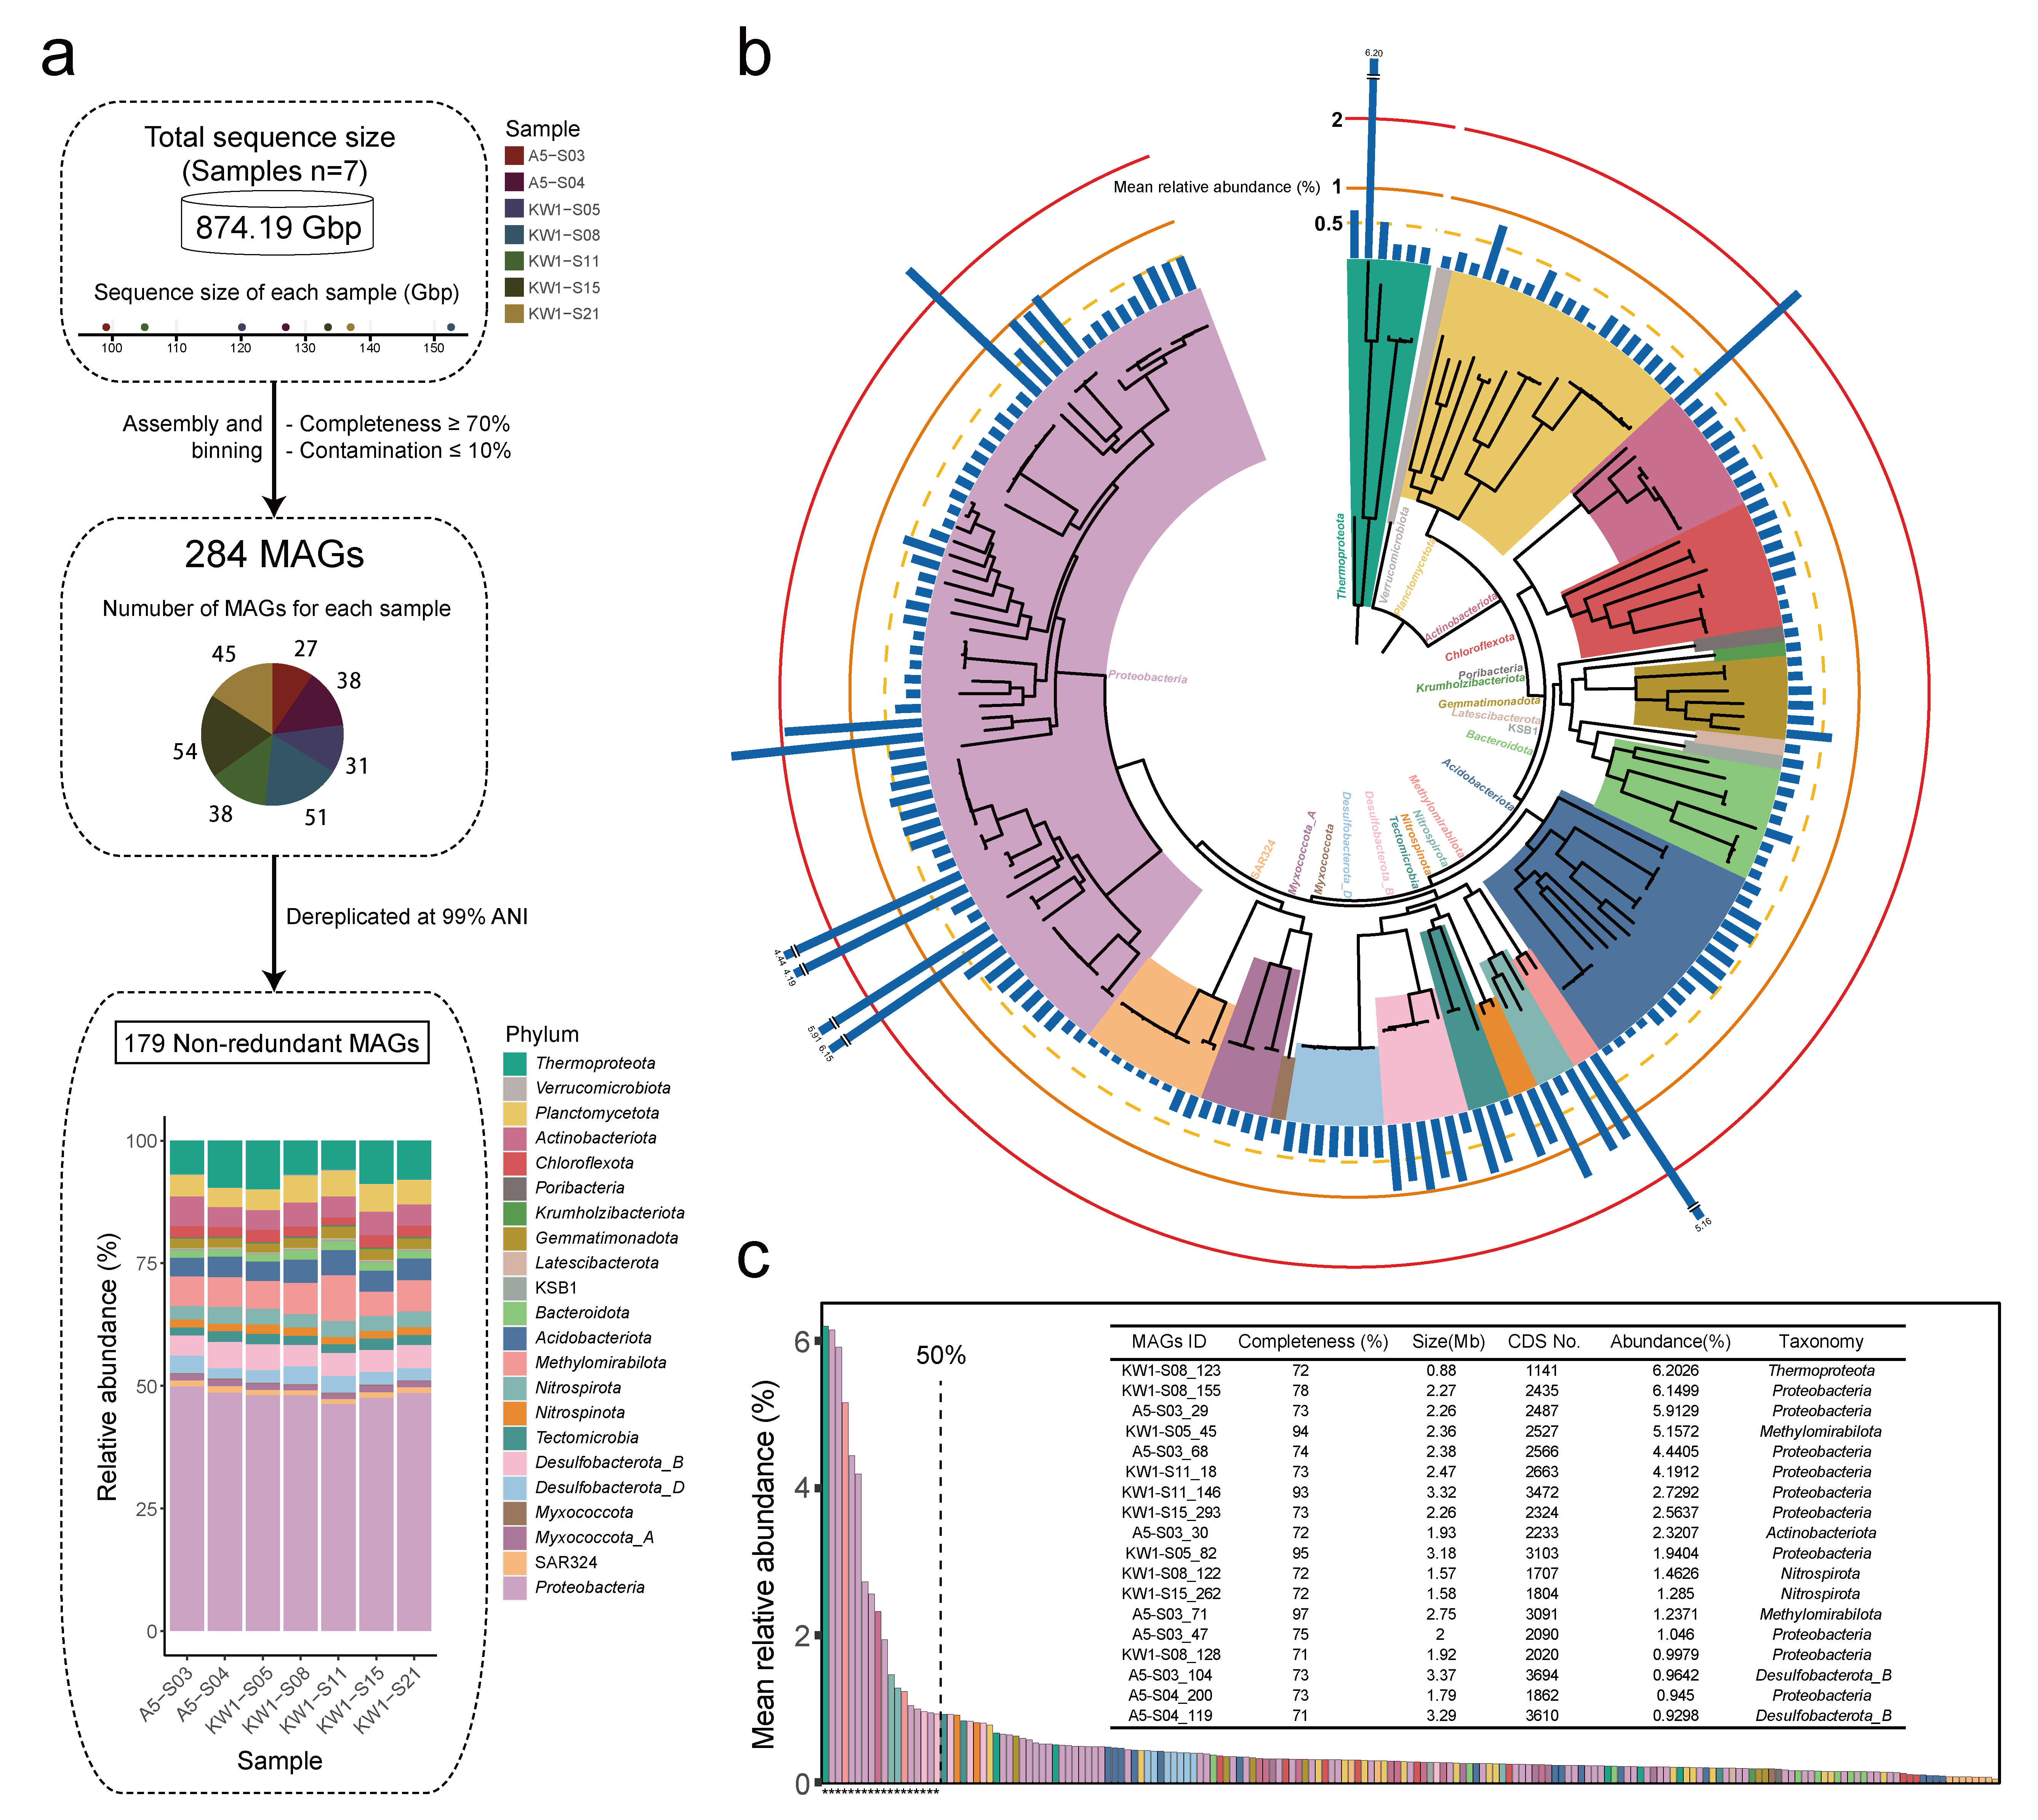 a
Total sequence size
(Samples n=7)
874.19 Gbp
Sequence size of each sample (Gbp)
100 110 120 130 140 150
Sample
A5−S03
A5−S04
KW1−S05
KW1−S08
KW1−S11
KW1−S15
KW1−S21
Assembly and
binning
- Completeness ≥ 70%
- Contamination ≤ 10%
284 MAGs
Numuber of MAGs for each sample
45
27
38
54
31
38
51
Dereplicated at 99% ANI
179 Non-redundant MAGs
Relative abundance (%)
100
75
50
25
0
A5−S03
A5−S04
KW1−S05
KW1−S08
KW1−S11
KW1−S15
KW1−S21
Sample
Phylum
Thermoproteota
Verrucomicrobiota
Planctomycetota
Actinobacteriota
Chloroflexota
Poribacteria
Krumholzibacteriota
Gemmatimonadota
Latescibacterota
KSB1
Bacteroidota
Acidobacteriota
Methylomirabilota
Nitrospirota
Nitrospinota
Tectomicrobia
Desulfobacterota_B
Desulfobacterota_D
Myxococcota
Myxococcota_A
SAR324
Proteobacteria
b
6.20
2
Mean relative abundance (%) 1
0.5
Thermoproteota
Verrucomicrobiota
Planctomycetota
Actinobacteriota
Chloroflexota
Poribacteria
Krumholzibacteriota
Gemmatimonadota
Latescibacterota
KSB1
Bacteroidota
Acidobacteriota
Methylomirabilota
Nitrospirota
Nitrospinota
Tectomicrobia
Desulfobacterota_B
Desulfobacterota_D
Myxococcota
Myxococcota_A
SAR324
Proteobacteria
4.44
4.19
5.91
6.15
5.16
c
Mean relative abundance (%)
6
4
2
0
50%
******************
MAGs ID Completeness (%) Size(Mb) CDS No. Abundance(%) Taxonomy
KW1-S08_123 72 0.88 1141 6.2026 Thermoproteota
KW1-S08_155 78 2.27 2435 6.1499 Proteobacteria
A5-S03_29 73 2.26 2487 5.9129 Proteobacteria
KW1-S05_45 94 2.36 2527 5.1572 Methylomirabilota
A5-S03_68 74 2.38 2566 4.4405 Proteobacteria
KW1-S11_18 73 2.47 2663 4.1912 Proteobacteria
KW1-S11_146 93 3.32 3472 2.7292 Proteobacteria
KW1-S15_293 73 2.26 2324 2.5637 Proteobacteria
A5-S03_30 72 1.93 2233 2.3207 Actinobacteriota
KW1-S05_82 95 3.18 3103 1.9404 Proteobacteria
KW1-S08_122 72 1.57 1707 1.4626 Nitrospirota
KW1-S15_262 72 1.58 1804 1.285 Nitrospirota
A5-S03_71 97 2.75 3091 1.2371 Methylomirabilota
A5-S03_47 75 2 2090 1.046 Proteobacteria
KW1-S08_128 71 1.92 2020 0.9979 Proteobacteria
A5-S03_104 73 3.37 3694 0.9642 Desulfobacterota_B
A5-S04_200 73 1.79 1862 0.945 Proteobacteria
A5-S04_119 71 3.29 3610 0.9298 Desulfobacterota_B